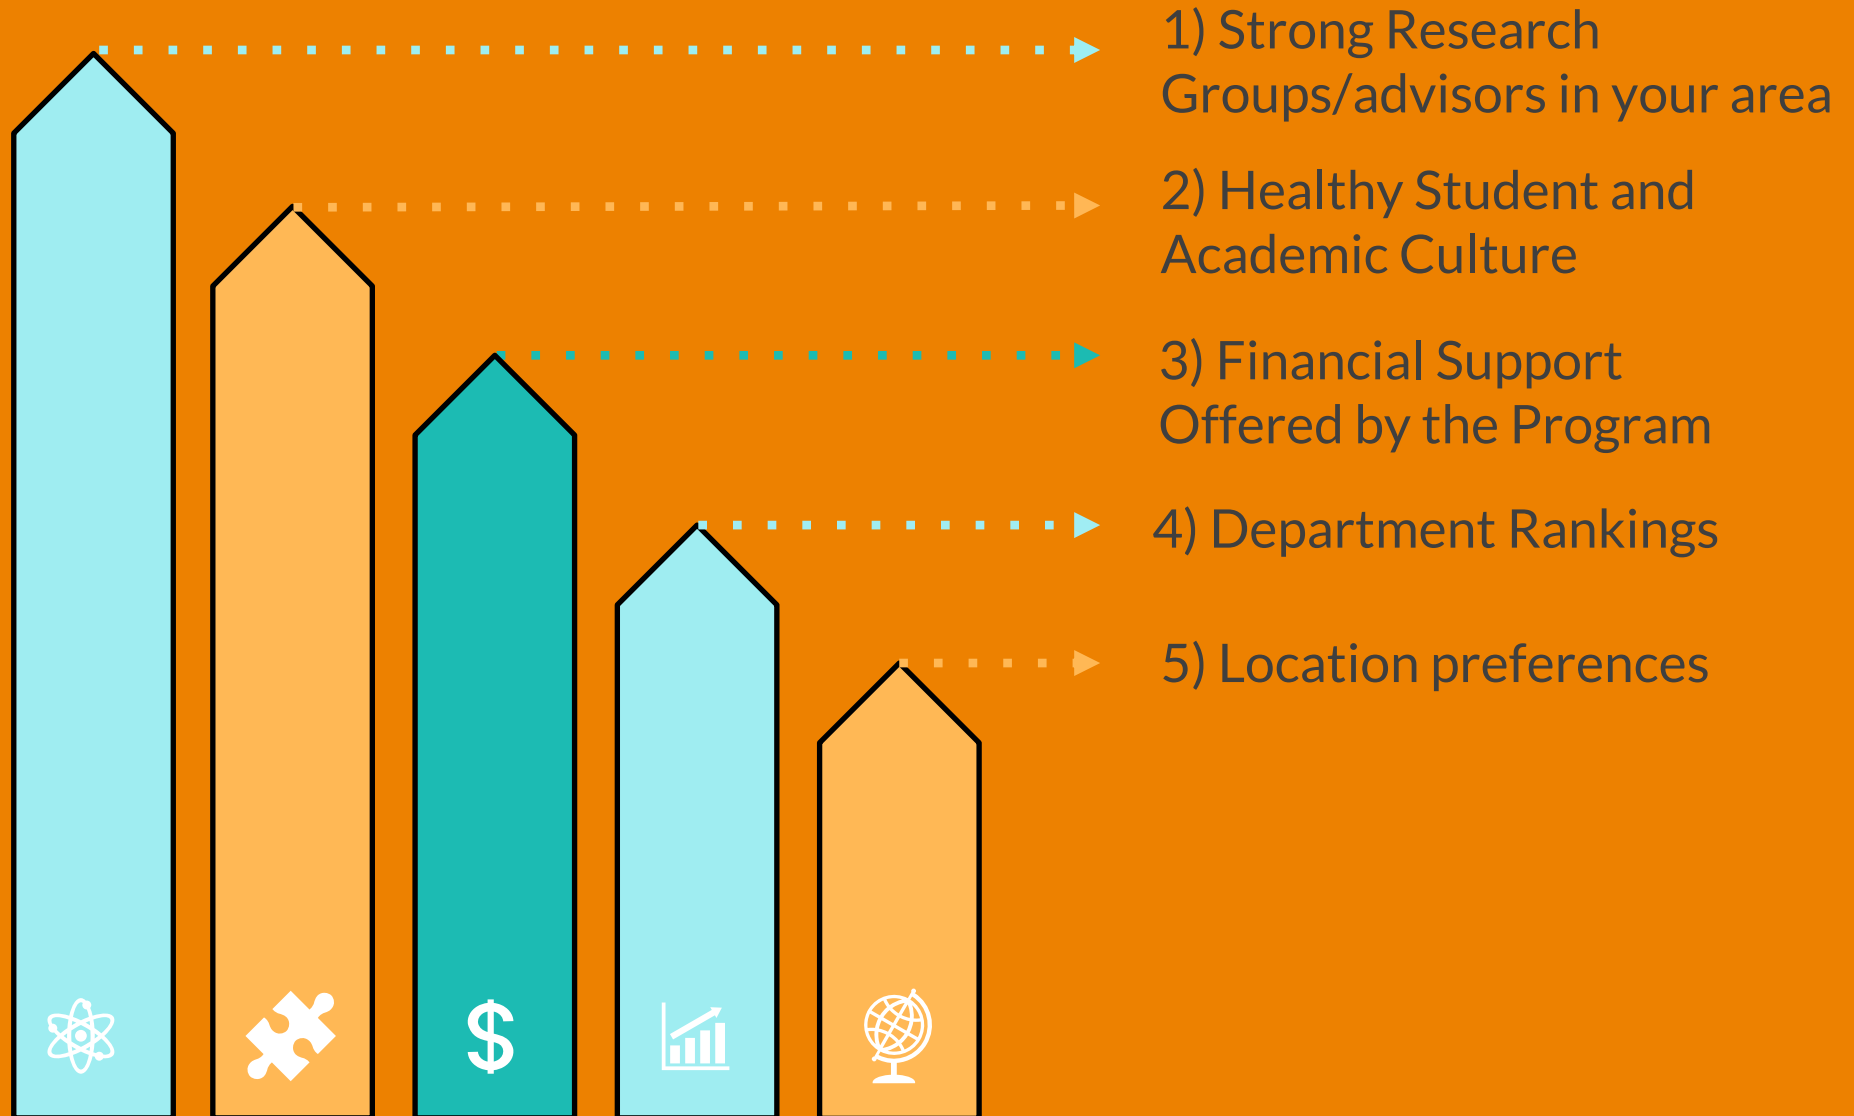 1) Strong Research
Groups/advisors in your area
2) Healthy Student and
Academic Culture
3) Financial Support
Offered by the Program
4) Department Rankings
5) Location preferences
$